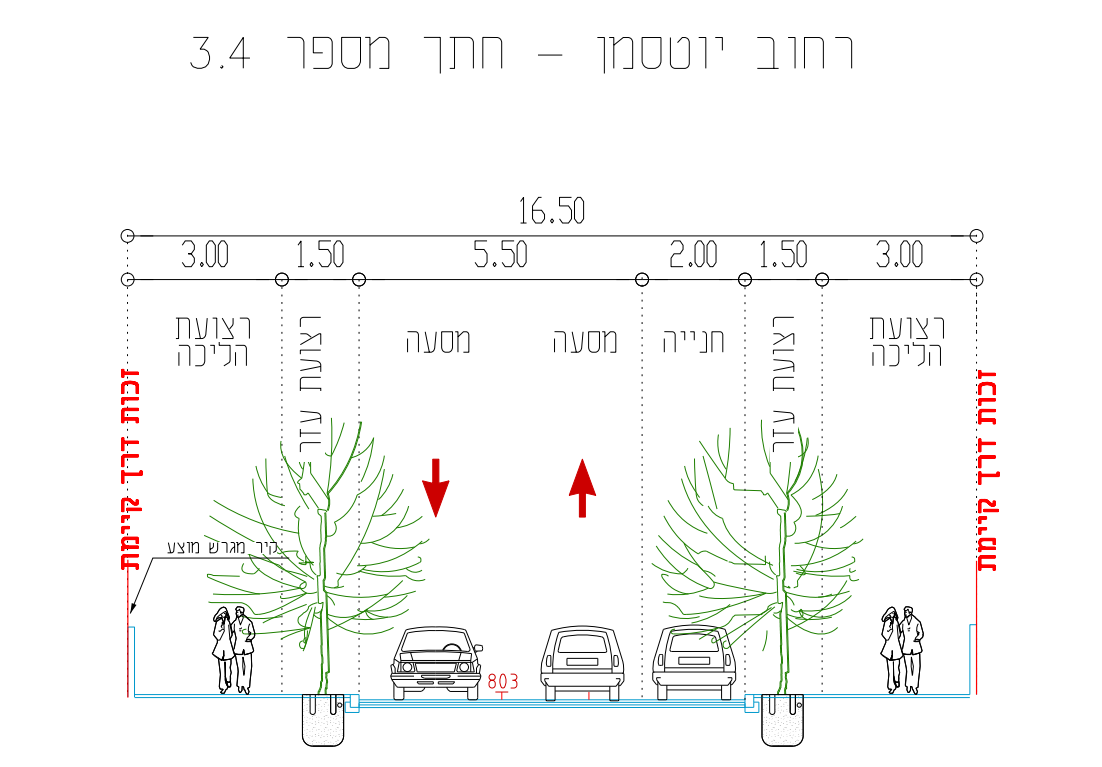 רחוב יוטסמן - חתך מספר 3.4
16.50
3.00 1.50 5.50 2.00 1.50 3.00
רצועת
הליכה
רצועת עזר
מסעה
מסעה
חנייה
רצועת עזר
רצועת
הליכה
זכות דרך קיימת
זכות דרך קיימת
קיר מגרש מוצע
803